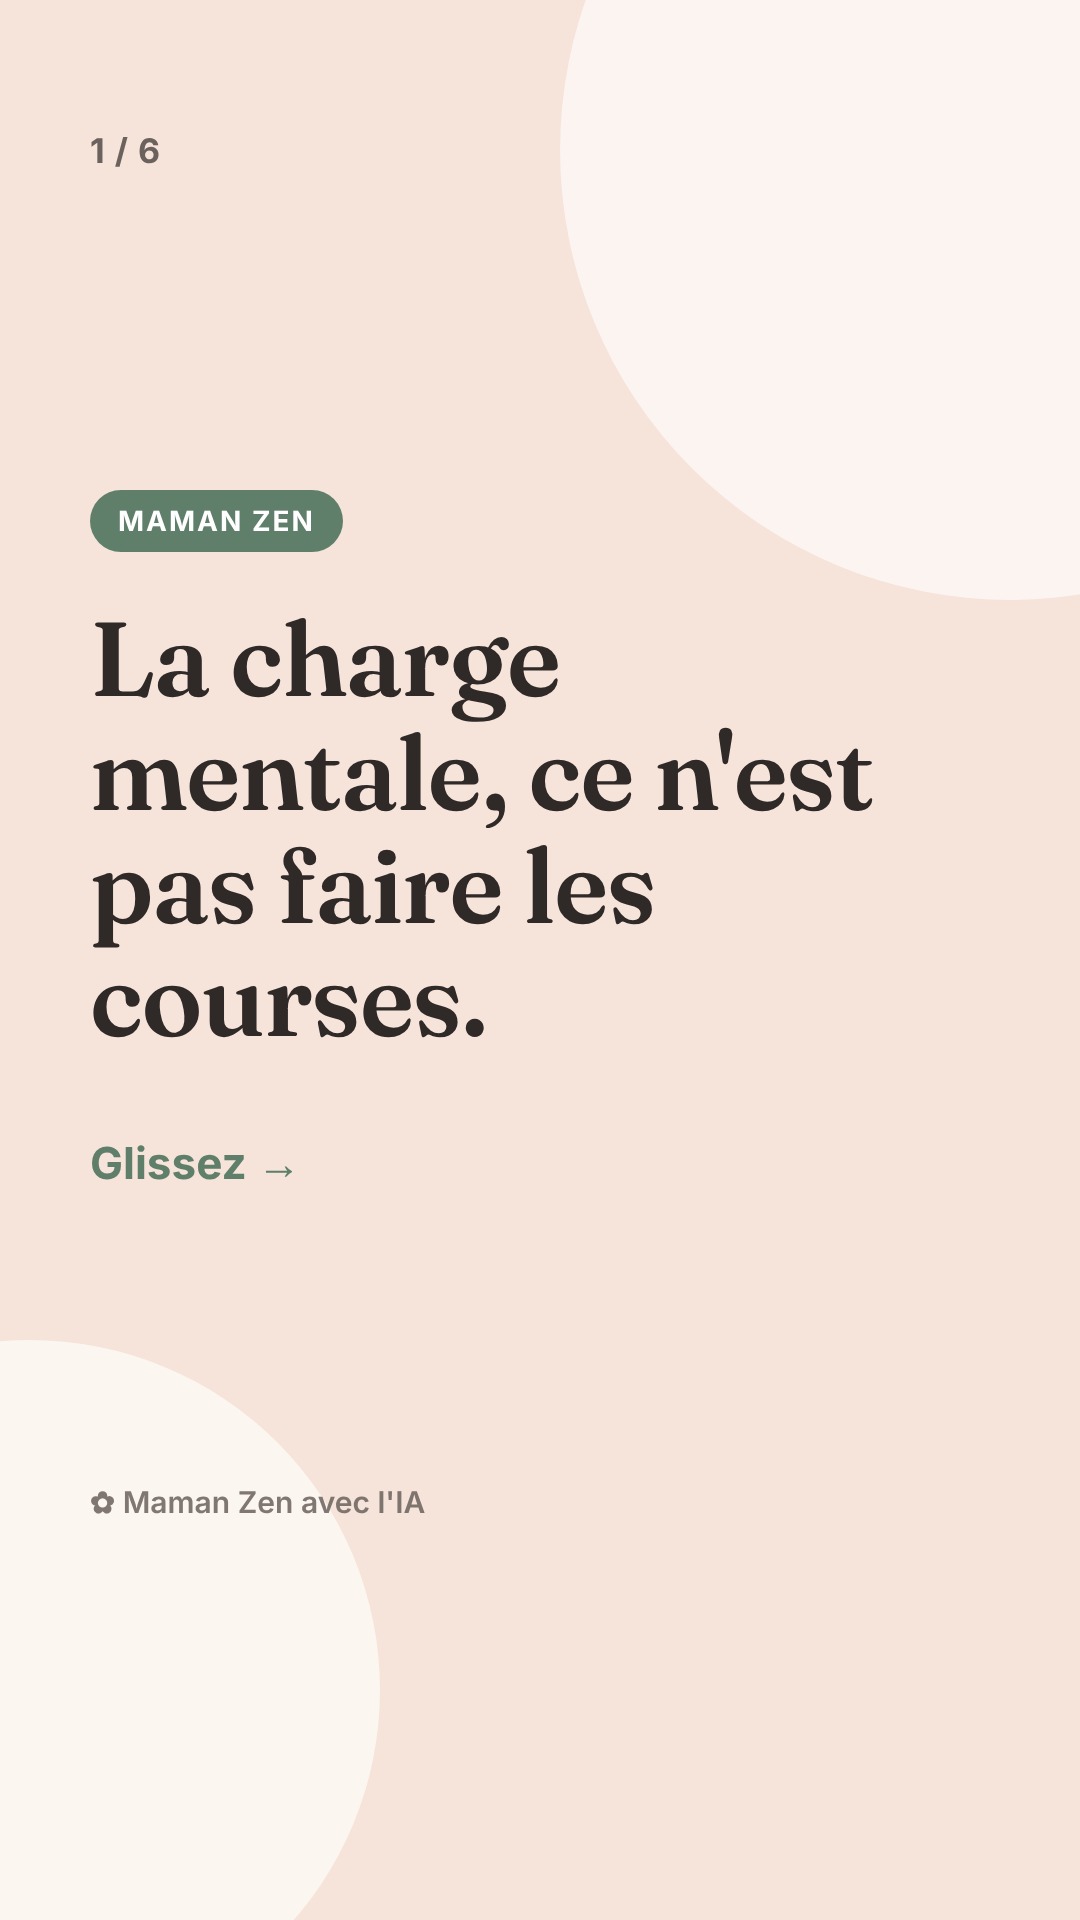 1 / 6
MAMAN ZEN
La charge
mentale, ce n'est
pas faire les
courses.
Glissez →
✿ Maman Zen avec l'IA